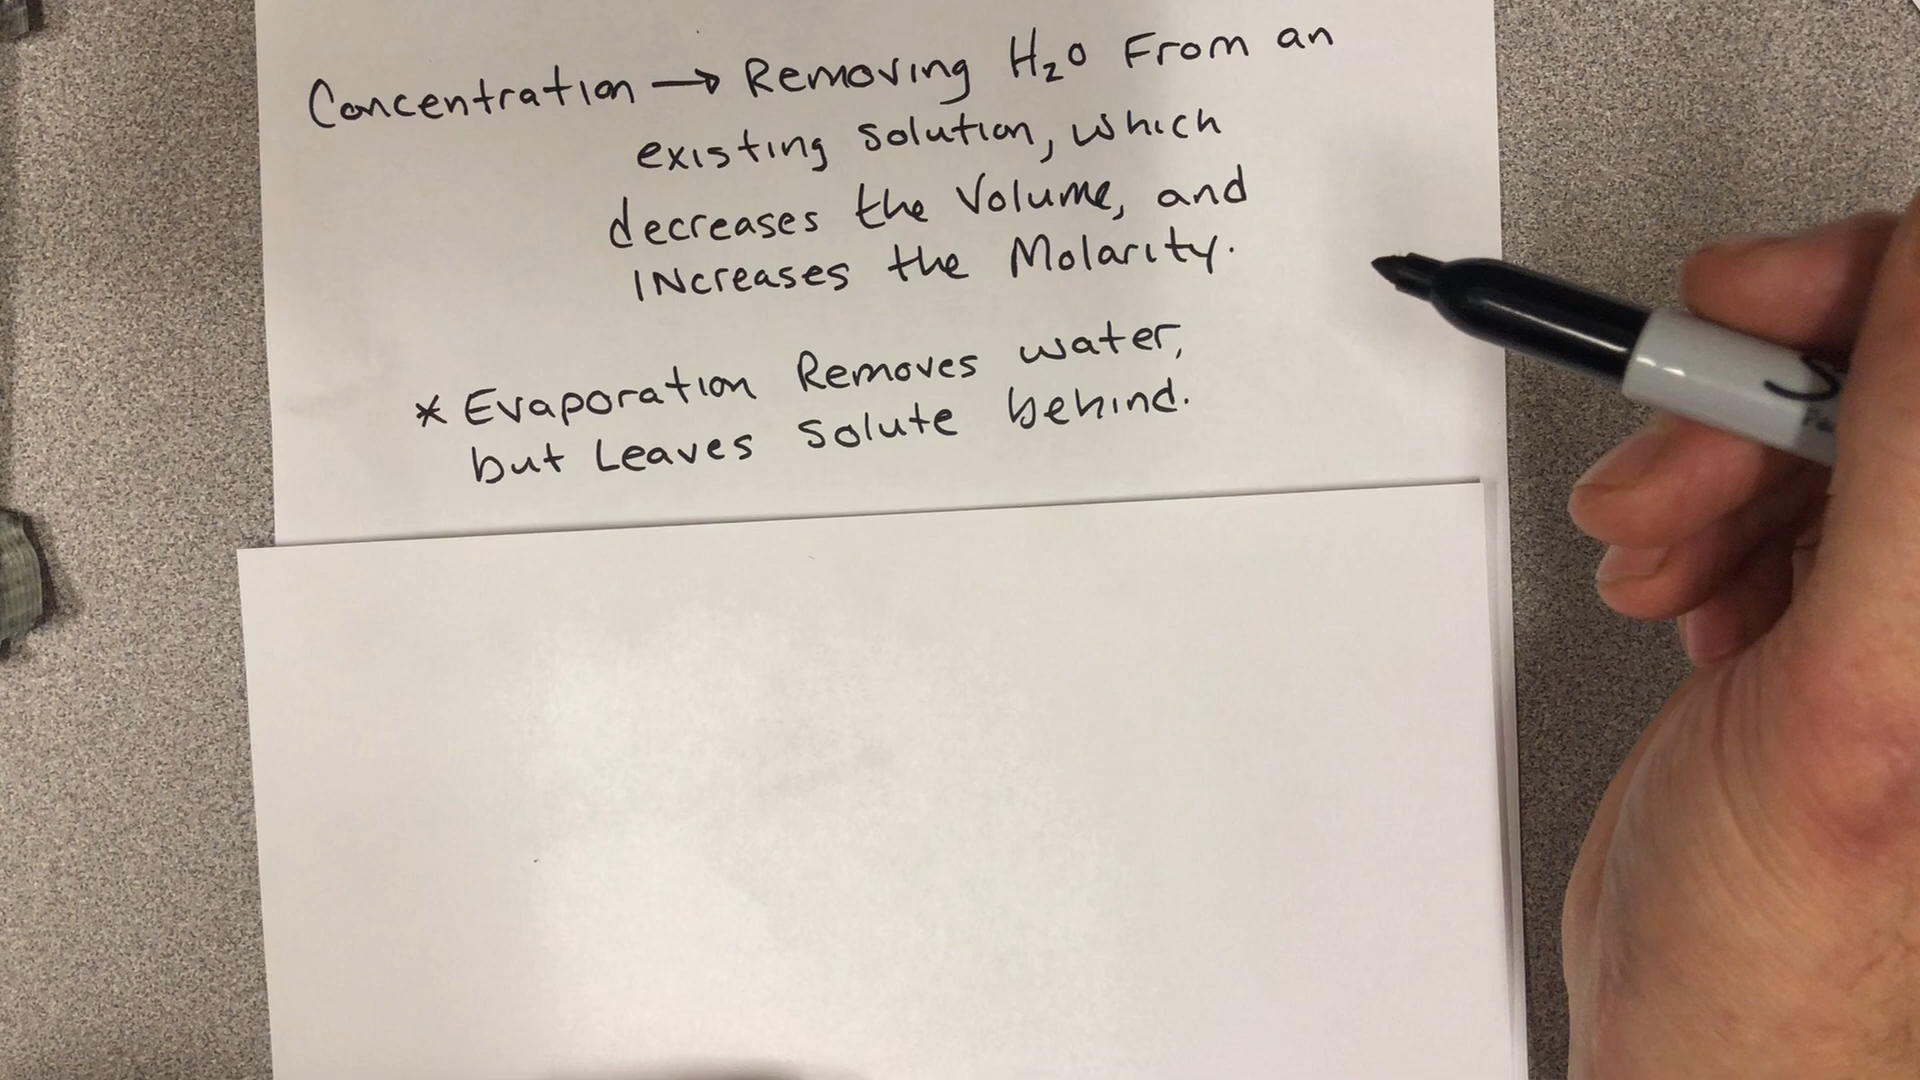 Concentration → Removing H₂O From an
existing solution, which
decreases the Volume, and
INcreases the Molarity.
* Evaporation Removes water,
but Leaves solute behind.